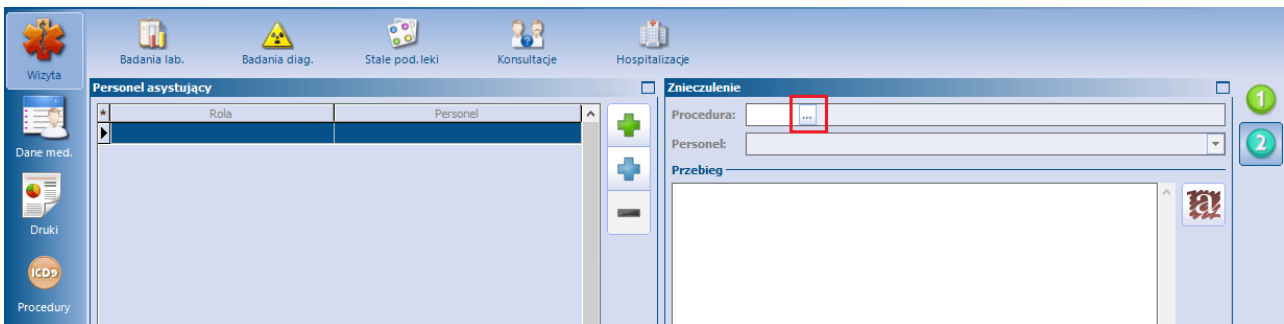 Wizyta
Dane med.
Druki
ICD9
Procedury
Badania lab.
Badania diag.
Stale pod. leki
Konsultacje
Hospitalizacje
Personel asystujący
* Rola Personel
Znieczulenie
Procedura: ...
Personel:
Przebieg
a
1
2